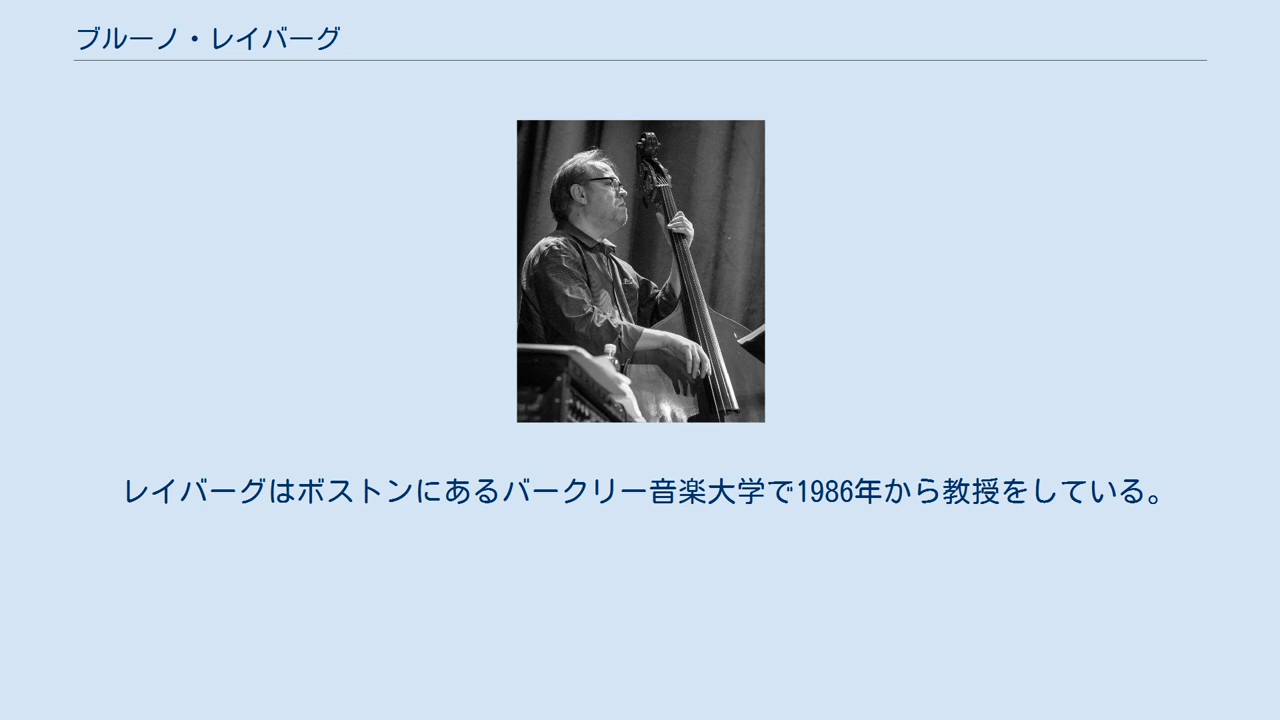 ブルーノ・レイバーグ
レイバーグはボストンにあるバークリー音楽大学で1986年から教授をしている。